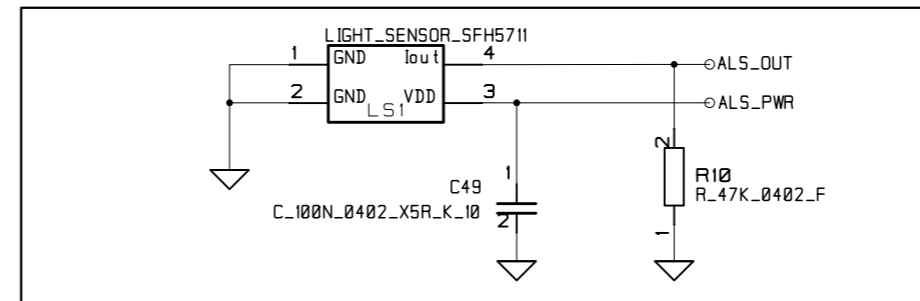 LIGHT_SENSOR_SFH5711
1 GND Iout 4 ALS_OUT
2 GND VDD 3 ALS_PWR
LS1
2
1
R10
C49
R_47K_0402_F
C_100N_0402_X5R_K_10
2
1